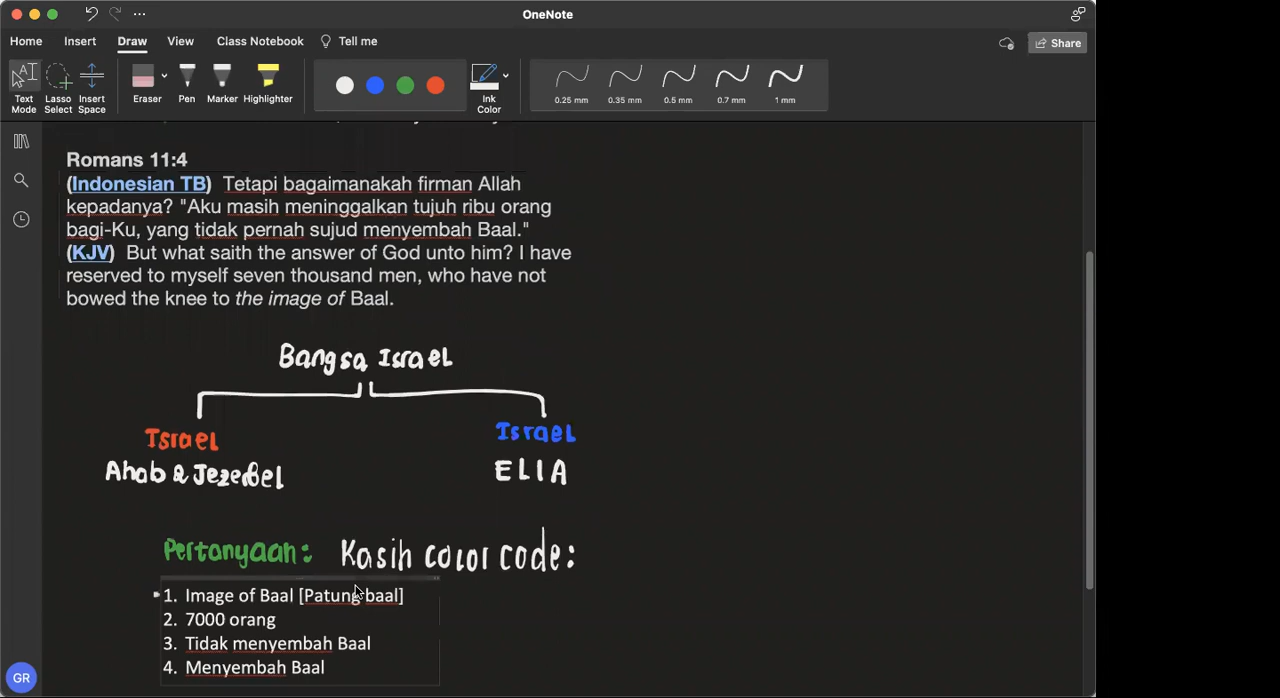 OneNote
Home Insert Draw View Class Notebook Tell me
Share
Text Mode
Lasso Select
Insert Space
Eraser
Pen
Marker
Highlighter
Ink Color
0.25 mm 0.35 mm 0.5 mm 0.7 mm 1 mm
Romans 11:4
(Indonesian TB) Tetapi bagaimanakah firman Allah
kepadanya? "Aku masih meninggalkan tujuh ribu orang
bagi-Ku, yang tidak pernah sujud menyembah Baal."
(KJV) But what saith the answer of God unto him? I have
reserved to myself seven thousand men, who have not
bowed the knee to the image of Baal.
Bangsa Israel
Israel Israel
Ahab & Jezebel ELIA
Pertanyaan: Kasih color code:
1. Image of Baal [Patung baal]
2. 7000 orang
3. Tidak menyembah Baal
4. Menyembah Baal
GR